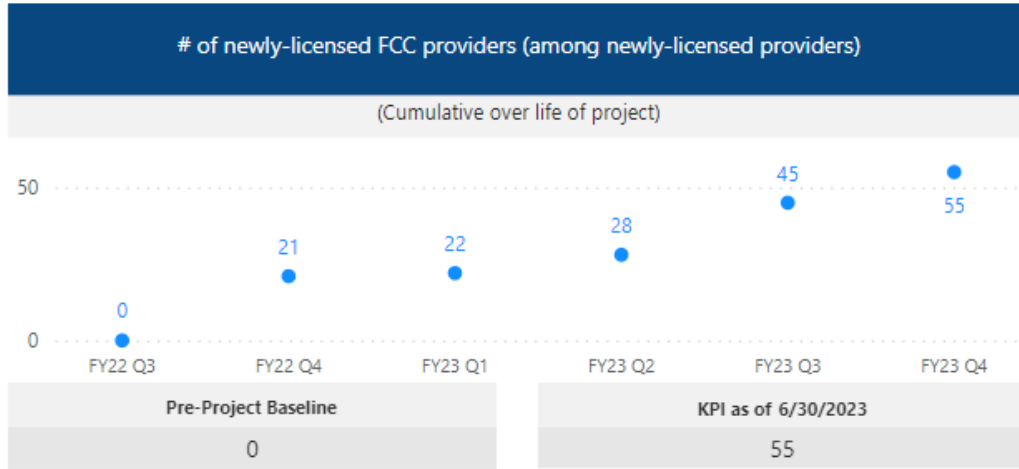 # of newly-licensed FCC providers (among newly-licensed providers)
(Cumulative over life of project)
50
0
0
21
22
28
45
55
FY22 Q3
FY22 Q4
FY23 Q1
FY23 Q2
FY23 Q3
FY23 Q4
Pre-Project Baseline
0
KPI as of 6/30/2023
55